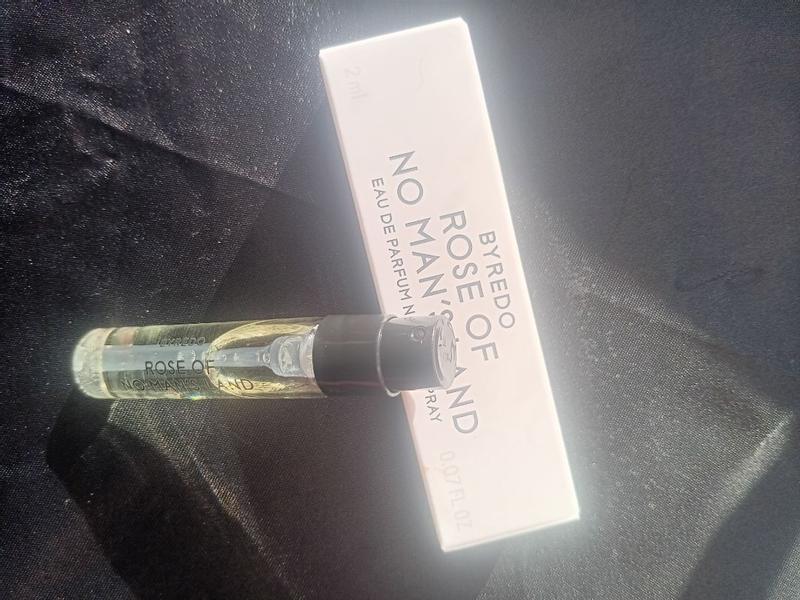 2 ml
BYREDO
ROSE OF
NO MAN'S LAND
EAU DE PARFUM N
PRAY
0.07 FL. OZ
BYREDO
ROSE OF
NO MAN'S LAND